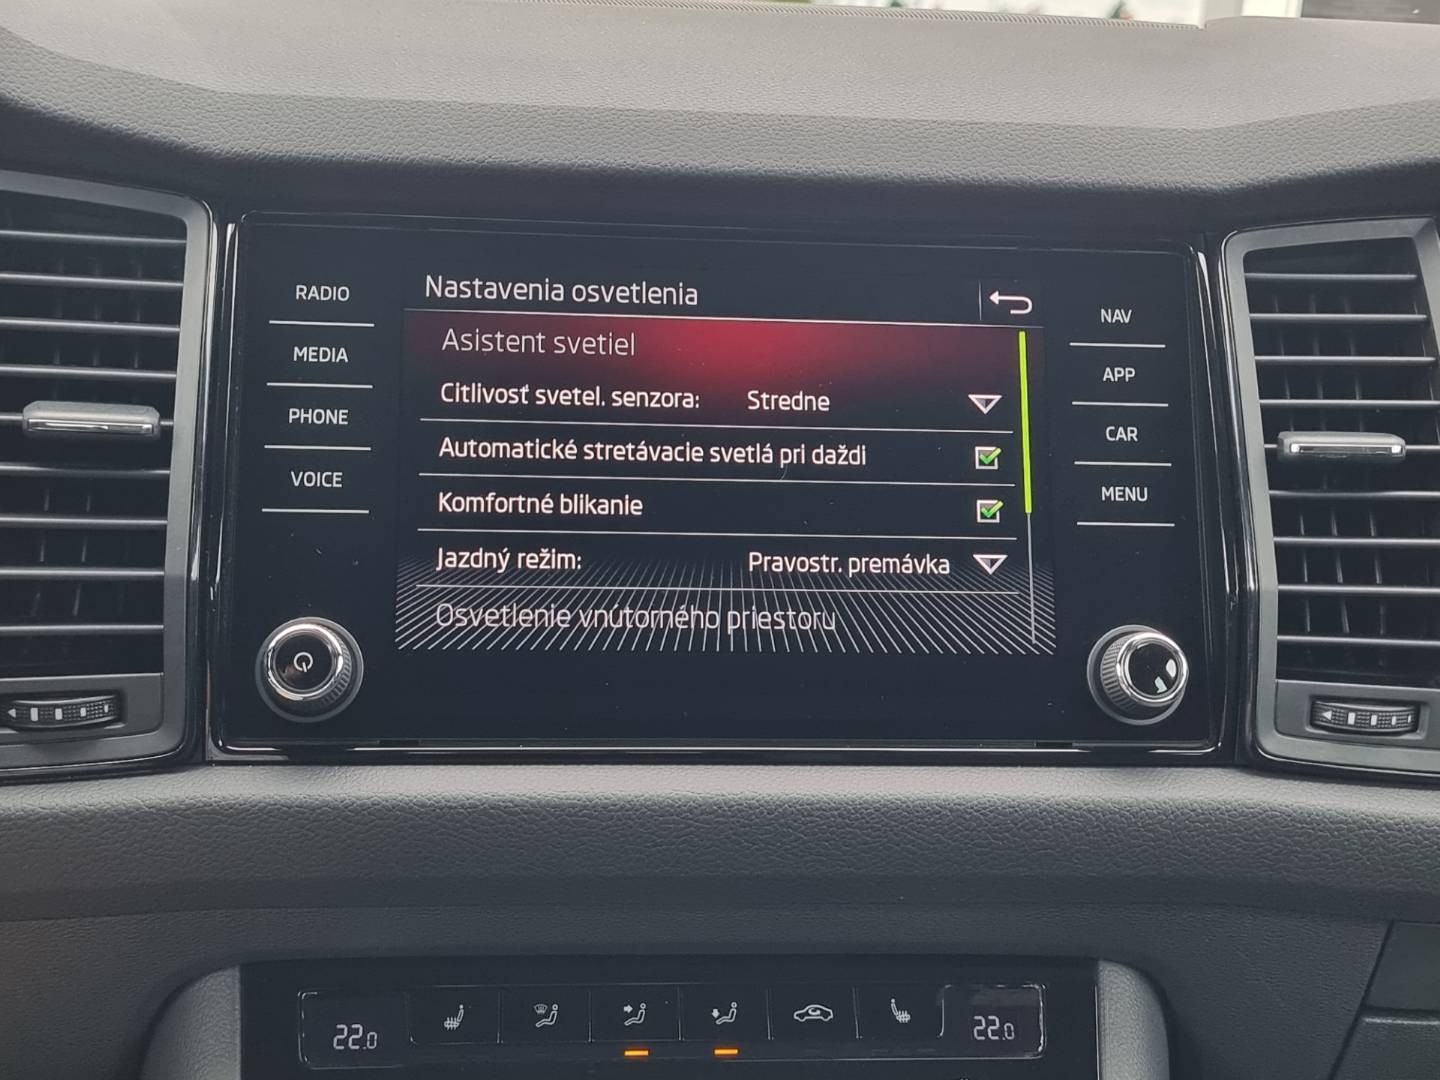 RADIO
MEDIA
PHONE
VOICE
Nastavenia osvetlenia
Asistent svetiel
Citlivosť svetel. senzora: Stredne
Automatické stretávacie svetlá pri daždi
Komfortné blikanie
Jazdný režim: Pravostr. premávka
Osvetlenie vnútorného priestoru
NAV
APP
CAR
MENU
22.0
22.0